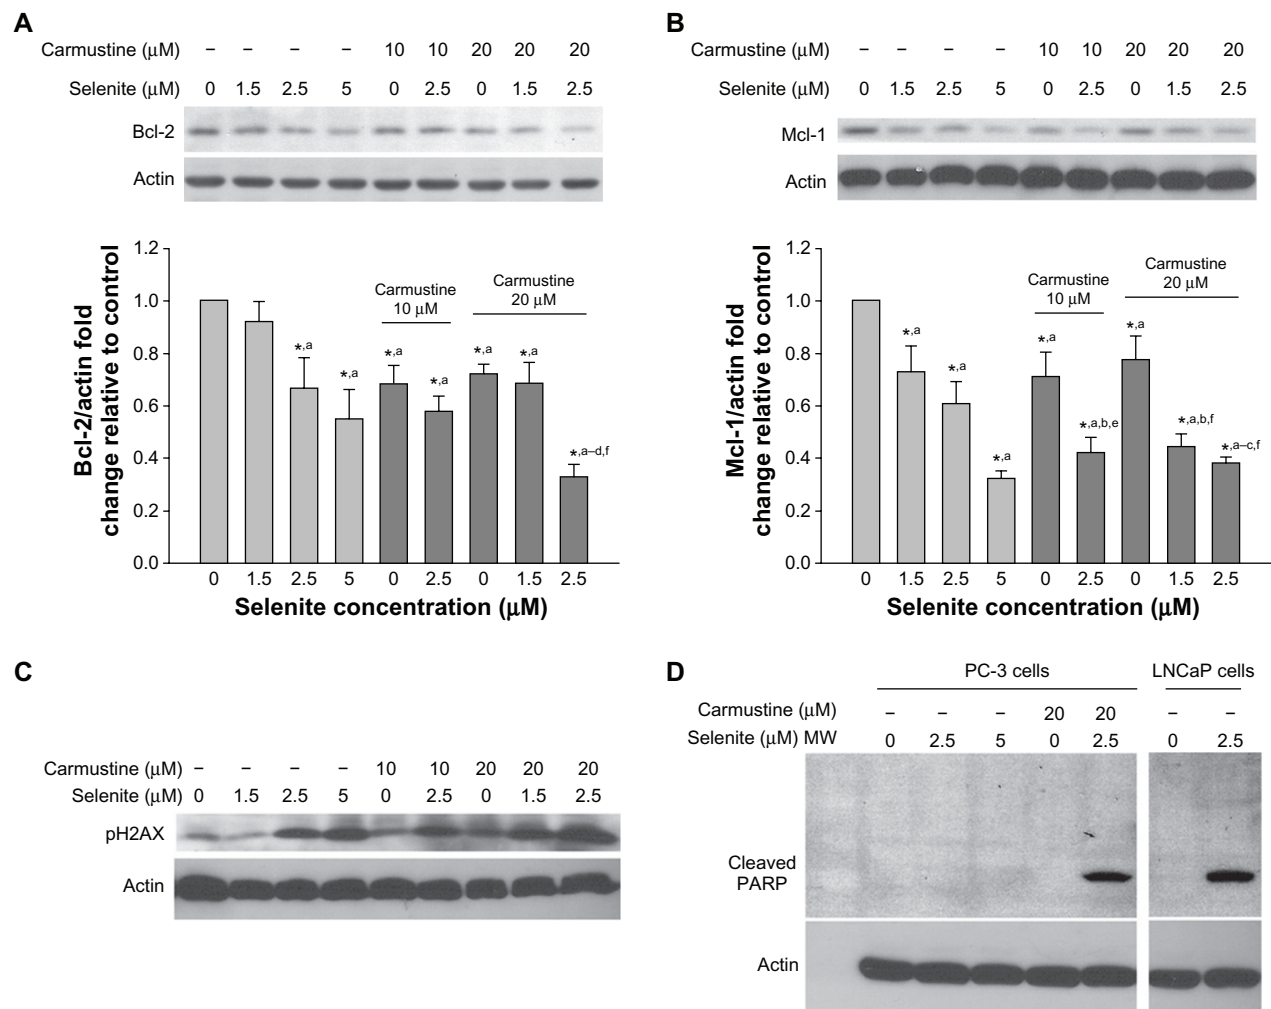 A
Carmustine (μM) – – – – 10 10 20 20 20
Selenite (μM) 0 1.5 2.5 5 0 2.5 0 1.5 2.5
Bcl-2
Actin
Bcl-2/actin fold
change relative to control
1.2
1.0
0.8
0.6
0.4
0.2
0.0
*,a
*,a
*,a
*,a
*,a
*,a
*,a–d,f
Carmustine
10 μM
Carmustine
20 μM
0 1.5 2.5 5 0 2.5 0 1.5 2.5
Selenite concentration (μM)
B
Carmustine (μM) – – – – 10 10 20 20 20
Selenite (μM) 0 1.5 2.5 5 0 2.5 0 1.5 2.5
Mcl-1
Actin
Mcl-1/actin fold
change relative to control
1.2
1.0
0.8
0.6
0.4
0.2
0.0
*,a
*,a
*,a
*,a
*,a,b,e
*,a
*,a,b,f
*,a–c,f
Carmustine
10 μM
Carmustine
20 μM
0 1.5 2.5 5 0 2.5 0 1.5 2.5
Selenite concentration (μM)
C
Carmustine (μM) – – – – 10 10 20 20 20
Selenite (μM) 0 1.5 2.5 5 0 2.5 0 1.5 2.5
pH2AX
Actin
D
PC-3 cells LNCaP cells
Carmustine (μM) – – – 20 20 – –
Selenite (μM) MW 0 2.5 5 0 2.5 0 2.5
Cleaved
PARP
Actin